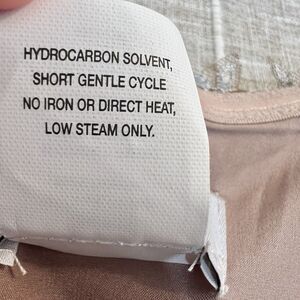 HYDROCARBON SOLVENT,
SHORT GENTLE CYCLE
NO IRON OR DIRECT HEAT,
LOW STEAM ONLY.